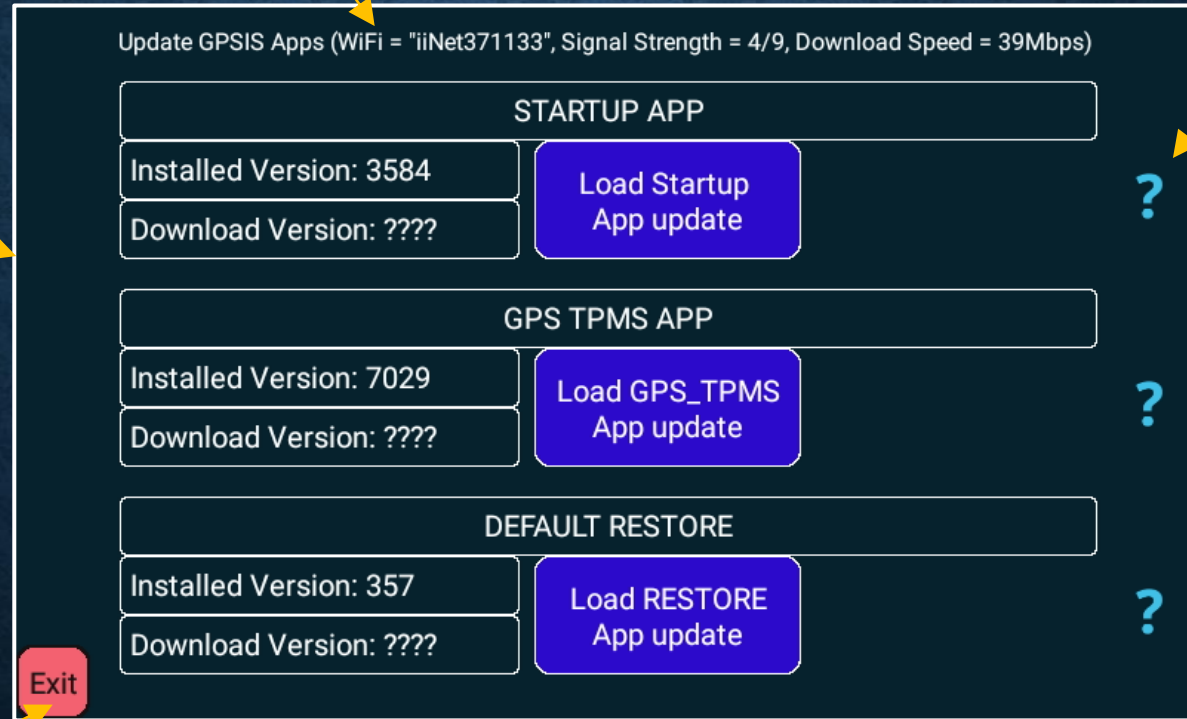 Update GPSIS Apps (WiFi = "iiNet371133", Signal Strength = 4/9, Download Speed = 39Mbps)
STARTUP APP
Installed Version: 3584
Download Version: ????
Load Startup
App update
?
GPS TPMS APP
Installed Version: 7029
Download Version: ????
Load GPS_TPMS
App update
?
DEFAULT RESTORE
Installed Version: 357
Download Version: ????
Load RESTORE
App update
?
Exit